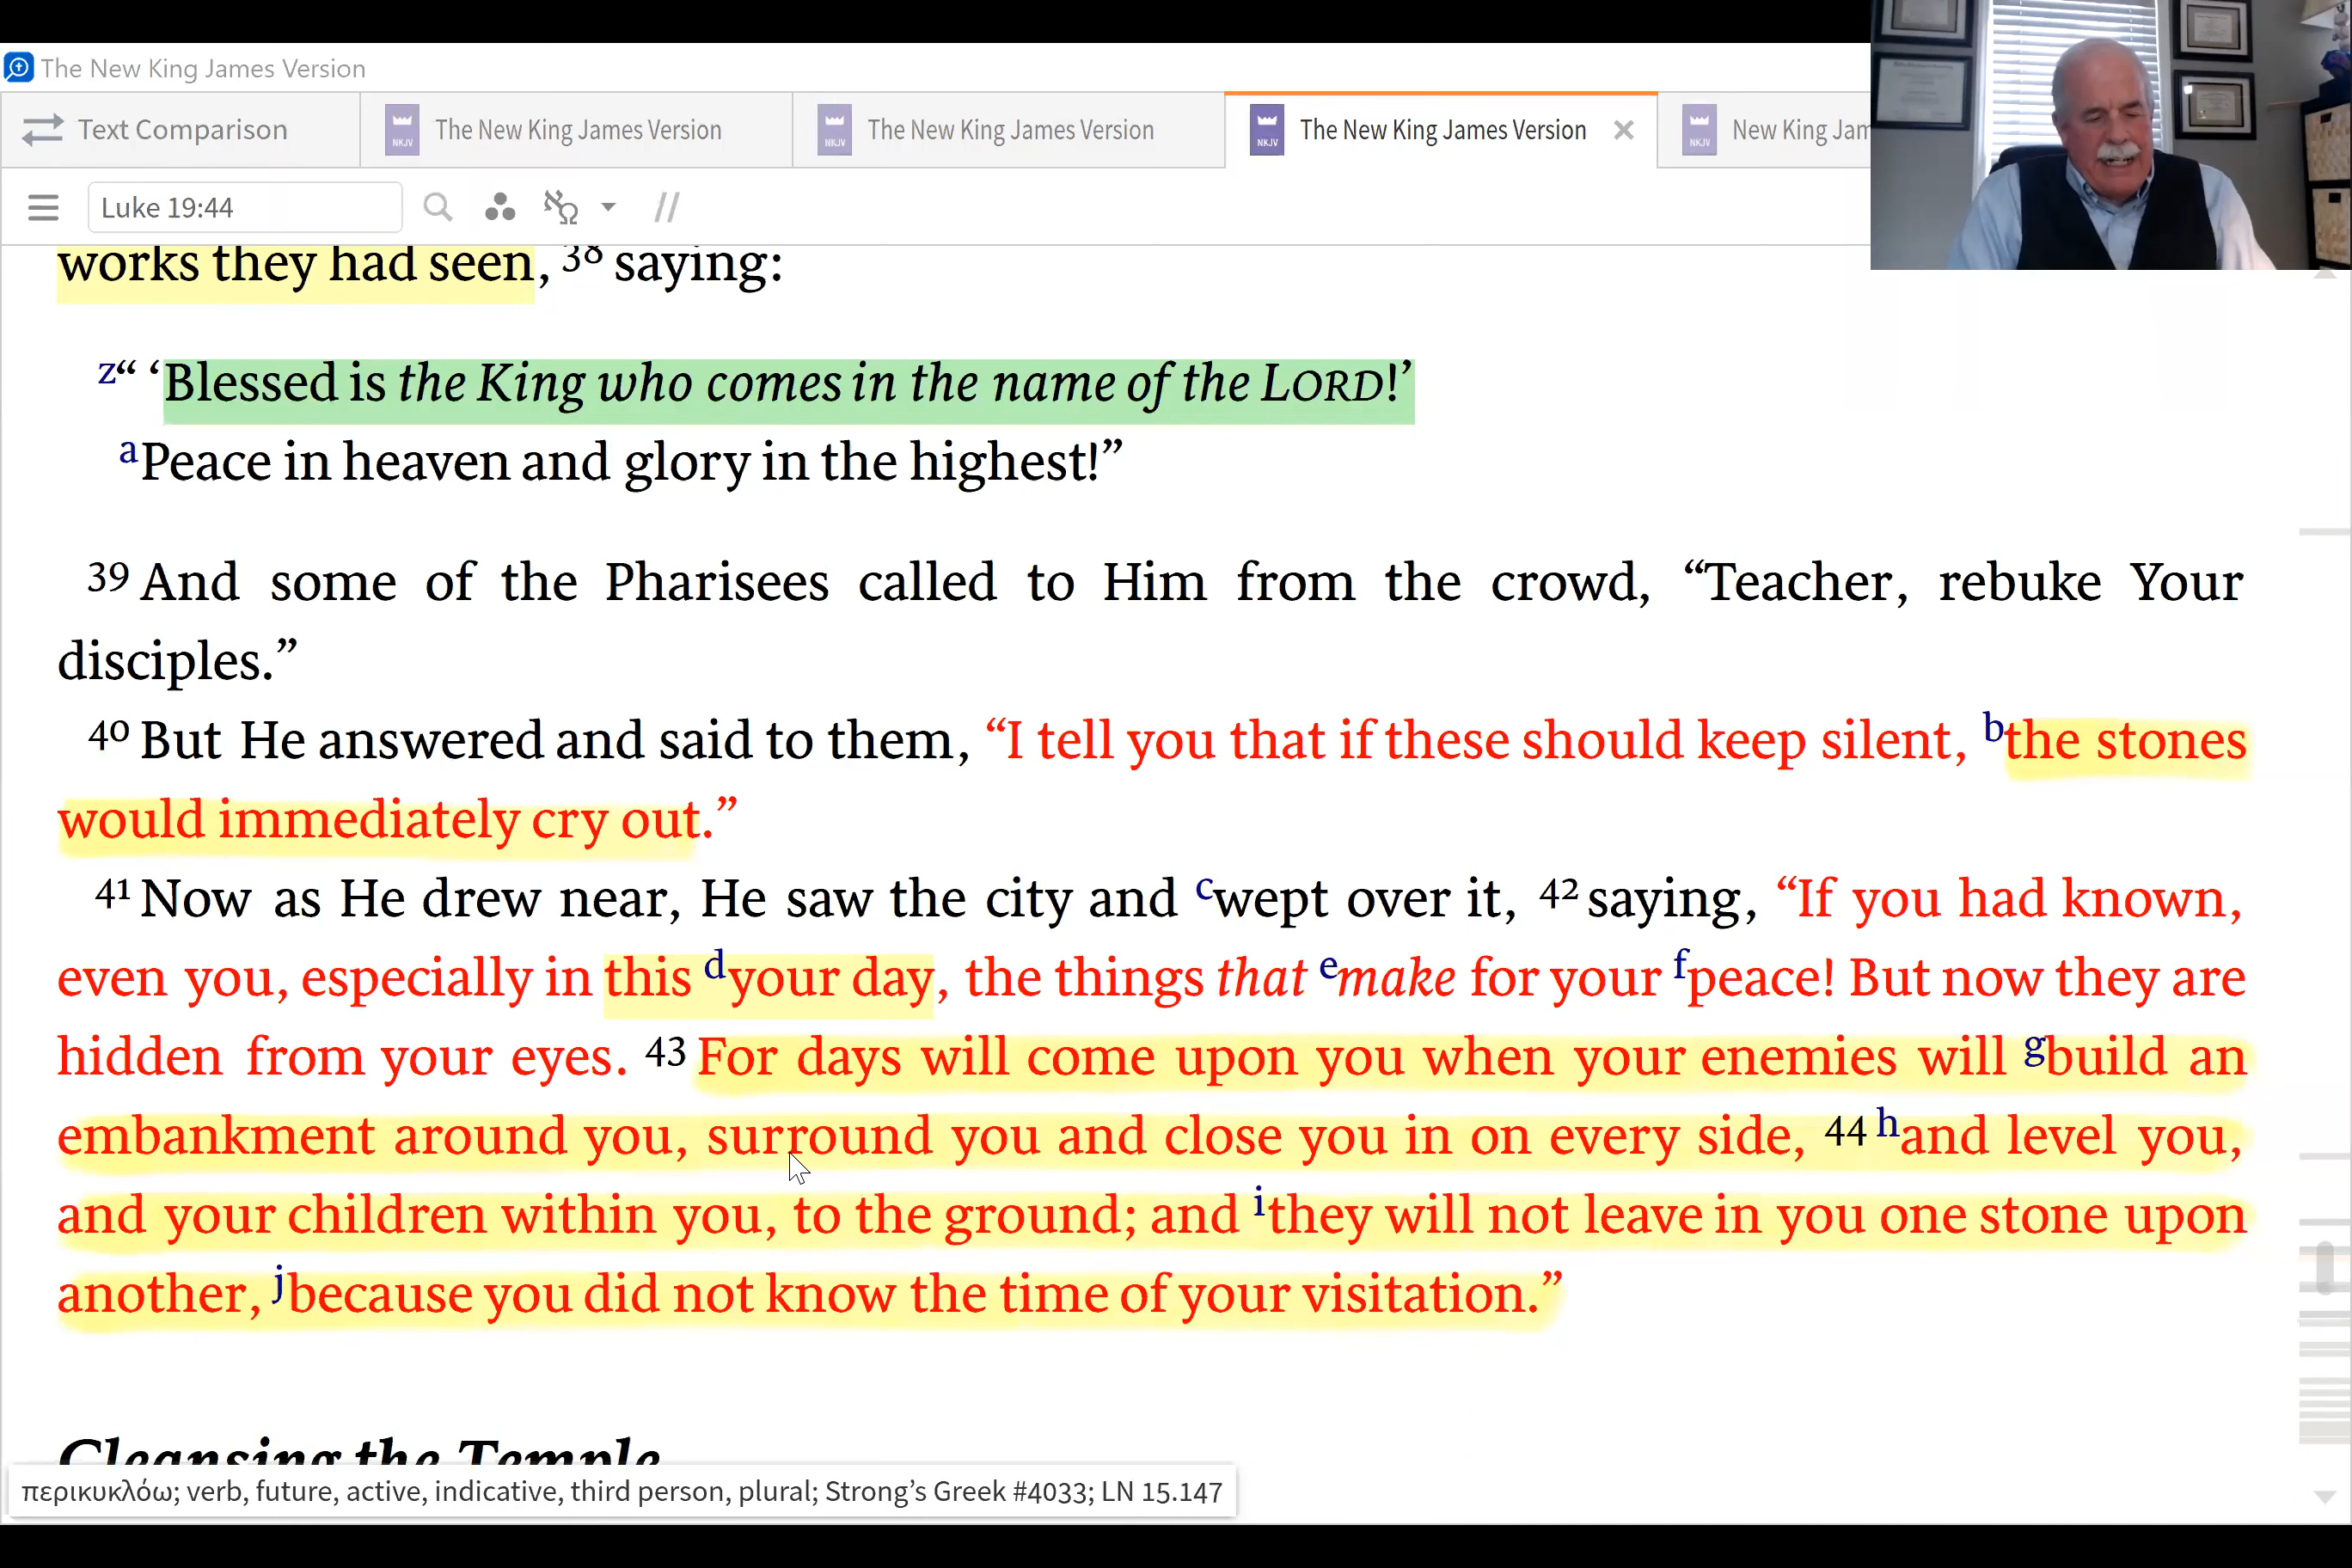 The New King James Version
Text Comparison
NKJV
The New King James Version
NKJV
The New King James Version
NKJV
The New King James Version
NKJV
New King Jam
Luke 19:44
works they had seen, 38 saying:
z“ ‘Blessed is the King who comes in the name of the LORD!’
aPeace in heaven and glory in the highest!”
39 And some of the Pharisees called to Him from the crowd, “Teacher, rebuke Your
disciples.”
40 But He answered and said to them, “I tell you that if these should keep silent, bthe stones
would immediately cry out.”
41 Now as He drew near, He saw the city and cwept over it, 42 saying, “If you had known,
even you, especially in this dyour day, the things that emake for your fpeace! But now they are
hidden from your eyes. 43 For days will come upon you when your enemies will gbuild an
embankment around you, surround you and close you in on every side, 44 hand level you,
and your children within you, to the ground; and ithey will not leave in you one stone upon
another, jbecause you did not know the time of your visitation.”
Cleansing the Temple
περικυκλόω; verb, future, active, indicative, third person, plural; Strong’s Greek #4033; LN 15.147